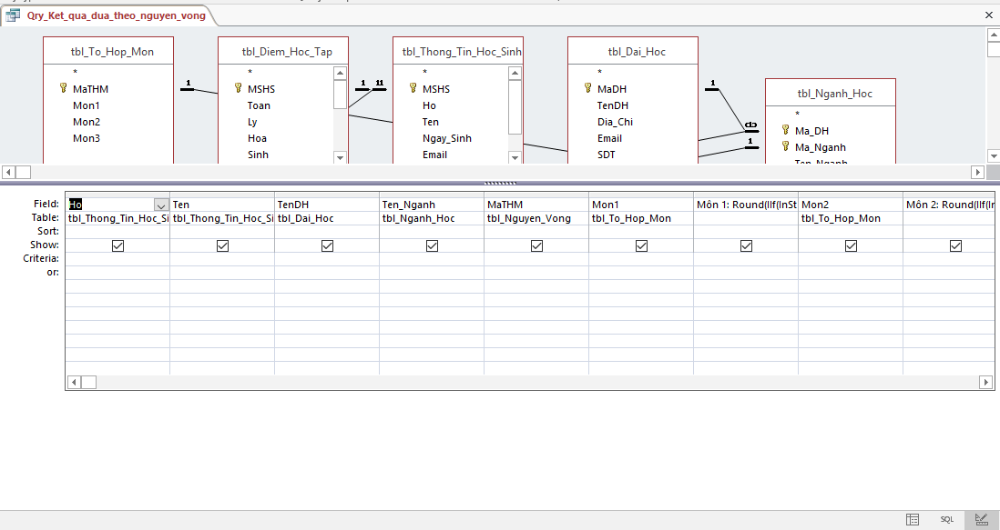 Qry_Ket_qua_dua_theo_nguyen_vong
tbl_To_Hop_Mon
*
MaTHM
Mon1
Mon2
Mon3
1
tbl_Diem_Hoc_Tap
*
MSHS
Toan
Ly
Hoa
Sinh
1
1
1
tbl_Thong_Tin_Hoc_Sinh
*
MSHS
Ho
Ten
Ngay_Sinh
Email
tbl_Dai_Hoc
*
MaDH
TenDH
Dia_Chi
Email
SDT
1
1
tbl_Nganh_Hoc
*
Ma_DH
Ma_Nganh
Ten_Nganh
Field: Ho Ten TenDH Ten_Nganh MaTHM Mon1 Môn 1: Round(IIf(InSt Mon2 Môn 2: Round(IIf(In
Table: tbl_Thong_Tin_Hoc_Si tbl_Thong_Tin_Hoc_Si tbl_Dai_Hoc tbl_Nganh_Hoc tbl_Nguyen_Vong tbl_To_Hop_Mon tbl_To_Hop_Mon
Sort:
Show:
Criteria:
or:
SQL